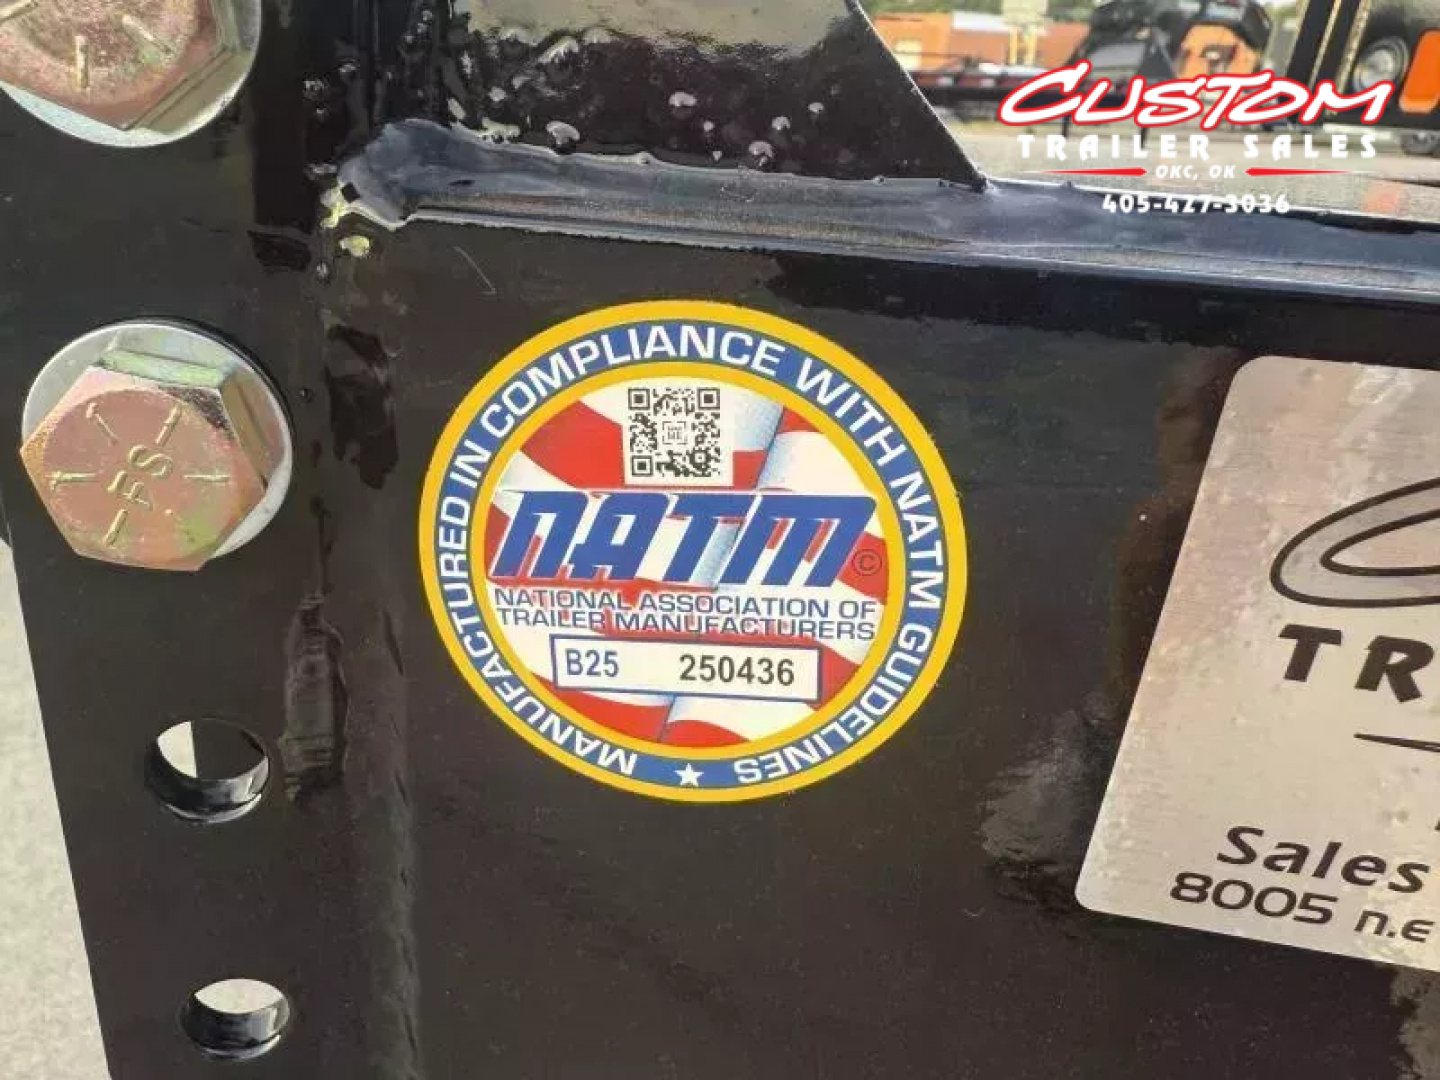 CUSTOM
TRAILER SALES
OKC, OK
405-427-3036
MANUFACTURED IN COMPLIANCE WITH NATM GUIDELINES
NATM ©
NATIONAL ASSOCIATION OF
TRAILER MANUFACTURERS
B25 250436
TR
Sales
8005 n.e